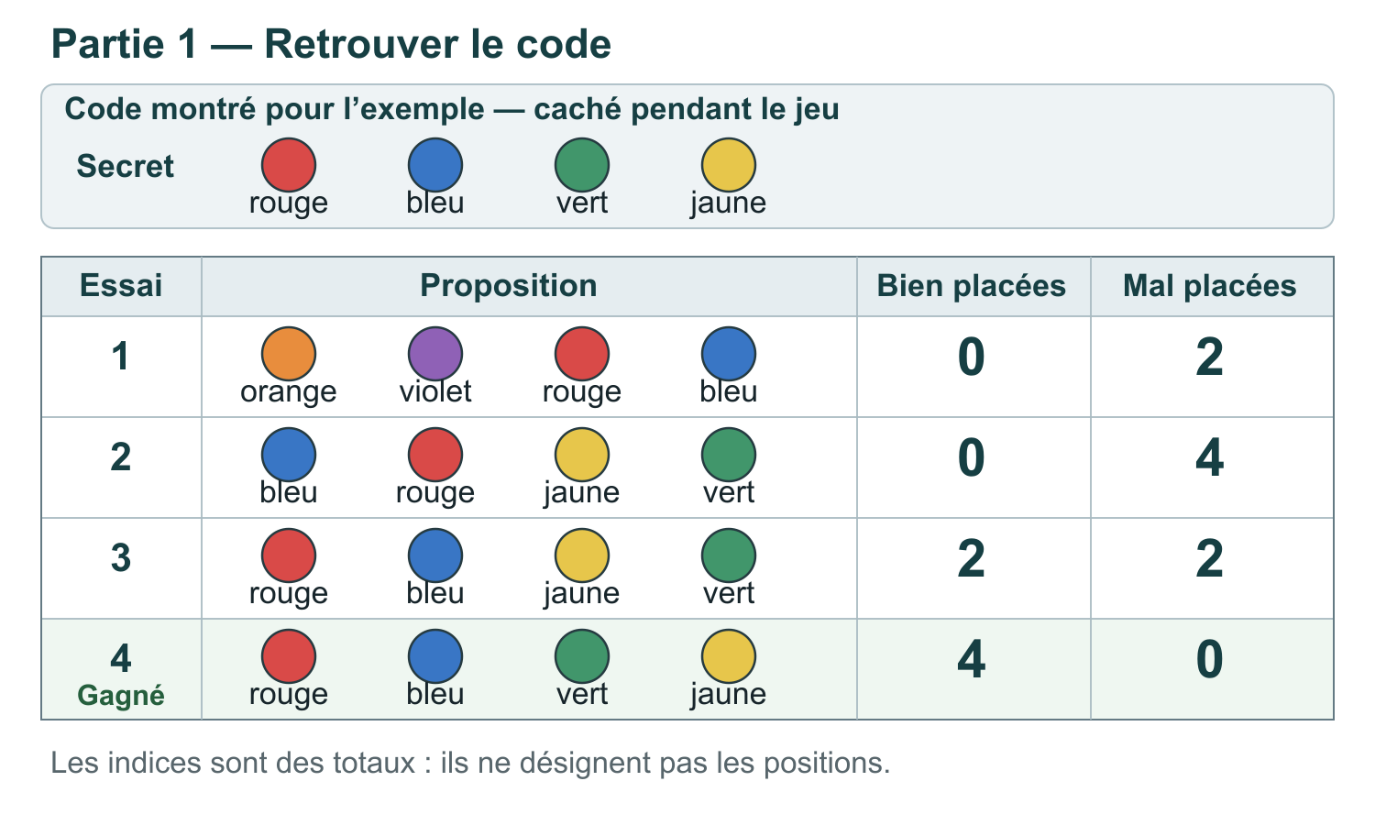 Partie 1 — Retrouver le code
Code montré pour l’exemple — caché pendant le jeu
Secret
rouge bleu vert jaune
Essai Proposition Bien placées Mal placées
1 0 2
orange violet rouge bleu
2 0 4
bleu rouge jaune vert
3 2 2
rouge bleu jaune vert
4 4 0
Gagné rouge bleu vert jaune
Les indices sont des totaux : ils ne désignent pas les positions.